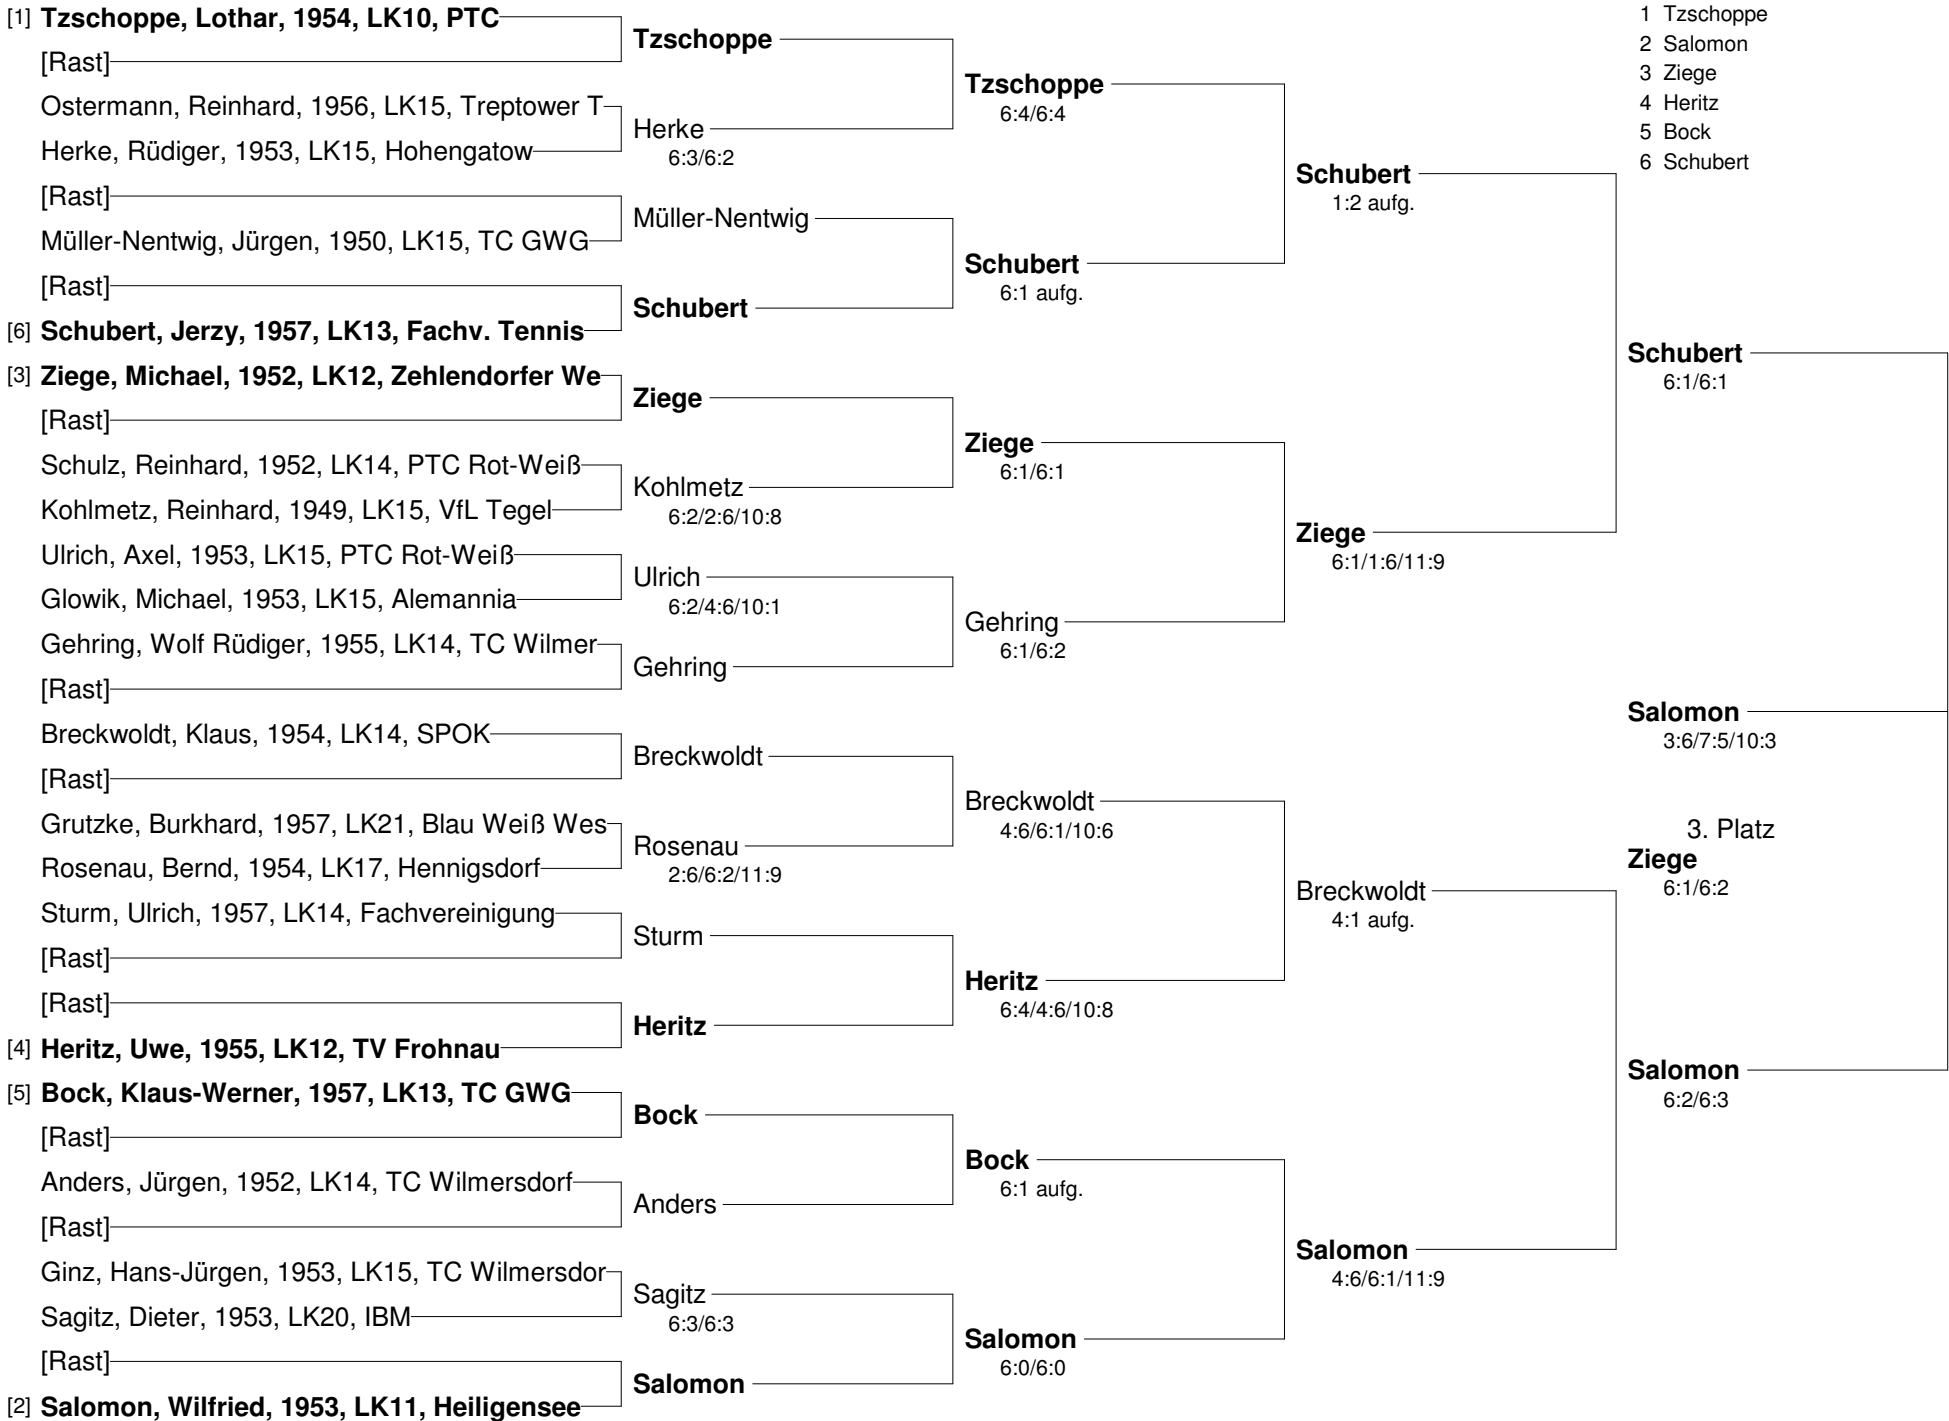 [1] Tzschoppe, Lothar, 1954, LK10, PTC
[Rast]
Ostermann, Reinhard, 1956, LK15, Treptower T
Herke, Rüdiger, 1953, LK15, Hohengatow
[Rast]
Müller-Nentwig, Jürgen, 1950, LK15, TC GWG
[Rast]
[6] Schubert, Jerzy, 1957, LK13, Fachv. Tennis
[3] Ziege, Michael, 1952, LK12, Zehlendorfer We
[Rast]
Schulz, Reinhard, 1952, LK14, PTC Rot-Weiß
Kohlmetz, Reinhard, 1949, LK15, VfL Tegel
Ulrich, Axel, 1953, LK15, PTC Rot-Weiß
Glowik, Michael, 1953, LK15, Alemannia
Gehring, Wolf Rüdiger, 1955, LK14, TC Wilmer
[Rast]
Breckwoldt, Klaus, 1954, LK14, SPOK
[Rast]
Grutzke, Burkhard, 1957, LK21, Blau Weiß Wes
Rosenau, Bernd, 1954, LK17, Hennigsdorf
Sturm, Ulrich, 1957, LK14, Fachvereinigung
[Rast]
[Rast]
[4] Heritz, Uwe, 1955, LK12, TV Frohnau
[5] Bock, Klaus-Werner, 1957, LK13, TC GWG
[Rast]
Anders, Jürgen, 1952, LK14, TC Wilmersdorf
[Rast]
Ginz, Hans-Jürgen, 1953, LK15, TC Wilmersdor
Sagitz, Dieter, 1953, LK20, IBM
[Rast]
[2] Salomon, Wilfried, 1953, LK11, Heiligensee
Tzschoppe
Herke
6:3/6:2
Müller-Nentwig
Schubert
Ziege
Kohlmetz
6:2/2:6/10:8
Ulrich
6:2/4:6/10:1
Gehring
Breckwoldt
Rosenau
2:6/6:2/11:9
Sturm
Heritz
Bock
Anders
Sagitz
6:3/6:3
Salomon
Tzschoppe
6:4/6:4
Schubert
6:1 aufg.
Ziege
6:1/6:1
Gehring
6:1/6:2
Breckwoldt
4:6/6:1/10:6
Heritz
6:4/4:6/10:8
Bock
6:1 aufg.
Salomon
6:0/6:0
Schubert
1:2 aufg.
Ziege
6:1/1:6/11:9
Breckwoldt
4:1 aufg.
Salomon
4:6/6:1/11:9
1 Tzschoppe
2 Salomon
3 Ziege
4 Heritz
5 Bock
6 Schubert
Schubert
6:1/6:1
Salomon
3:6/7:5/10:3
3. Platz
Ziege
6:1/6:2
Salomon
6:2/6:3